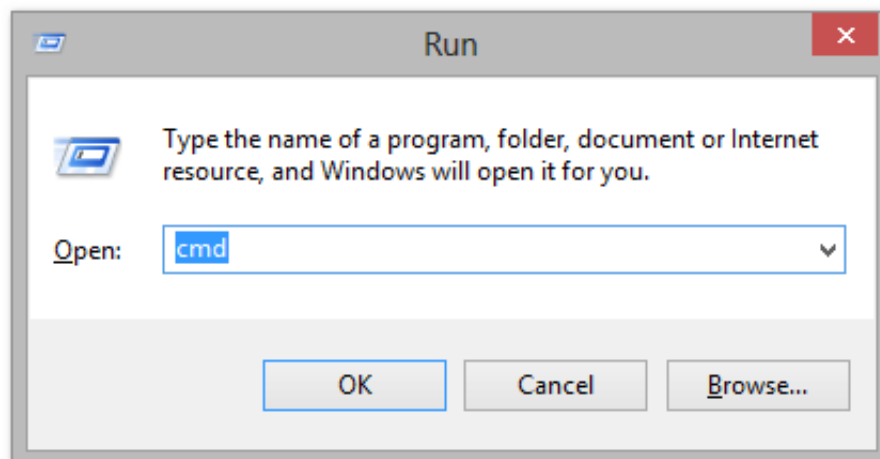 Run
Type the name of a program, folder, document or Internet
resource, and Windows will open it for you.
Open: cmd
OK Cancel Browse...